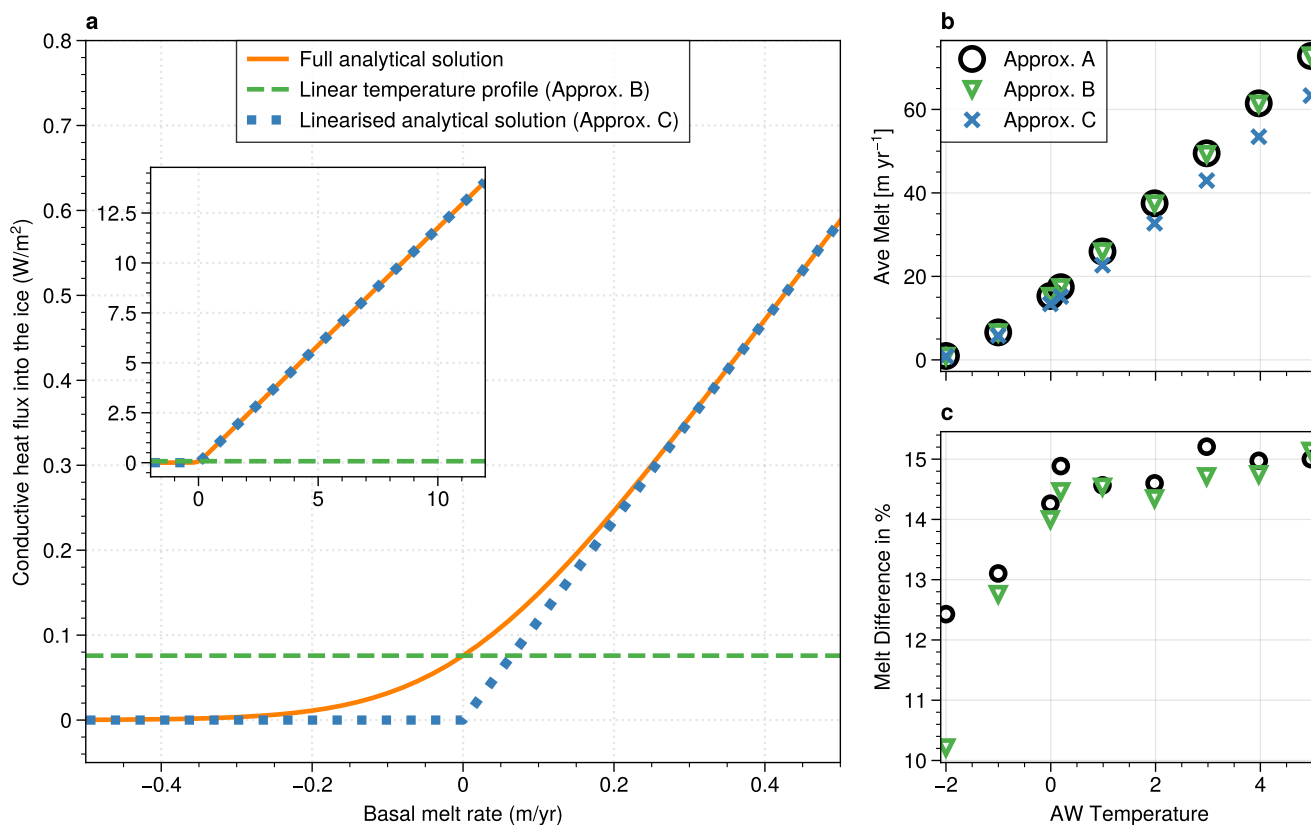 a
0.8
0.7
0.6
0.5
0.4
0.3
0.2
0.1
0
−0.4
−0.2
0
0.2
0.4
Conductive heat flux into the ice (W/m²)
Basal melt rate (m/yr)
Full analytical solution
Linear temperature profile (Approx. B)
Linearised analytical solution (Approx. C)
12.5
10
7.5
5
2.5
0
0
5
10
b
Approx. A
Approx. B
Approx. C
60
40
20
0
Ave Melt [m yr⁻¹]
c
15
14
13
12
11
10
Melt Difference in %
−2
0
2
4
AW Temperature